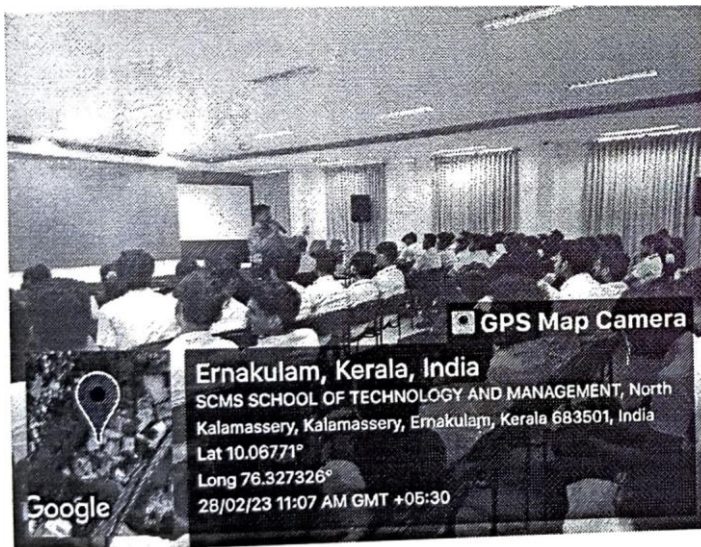 GPS Map Camera
Ernakulam, Kerala, India
SCMS SCHOOL OF TECHNOLOGY AND MANAGEMENT, North
Kalamassery, Kalamassery, Ernakulam, Kerala 683501, India
Lat 10.06771°
Long 76.327326°
28/02/23 11:07 AM GMT +05:30
Google